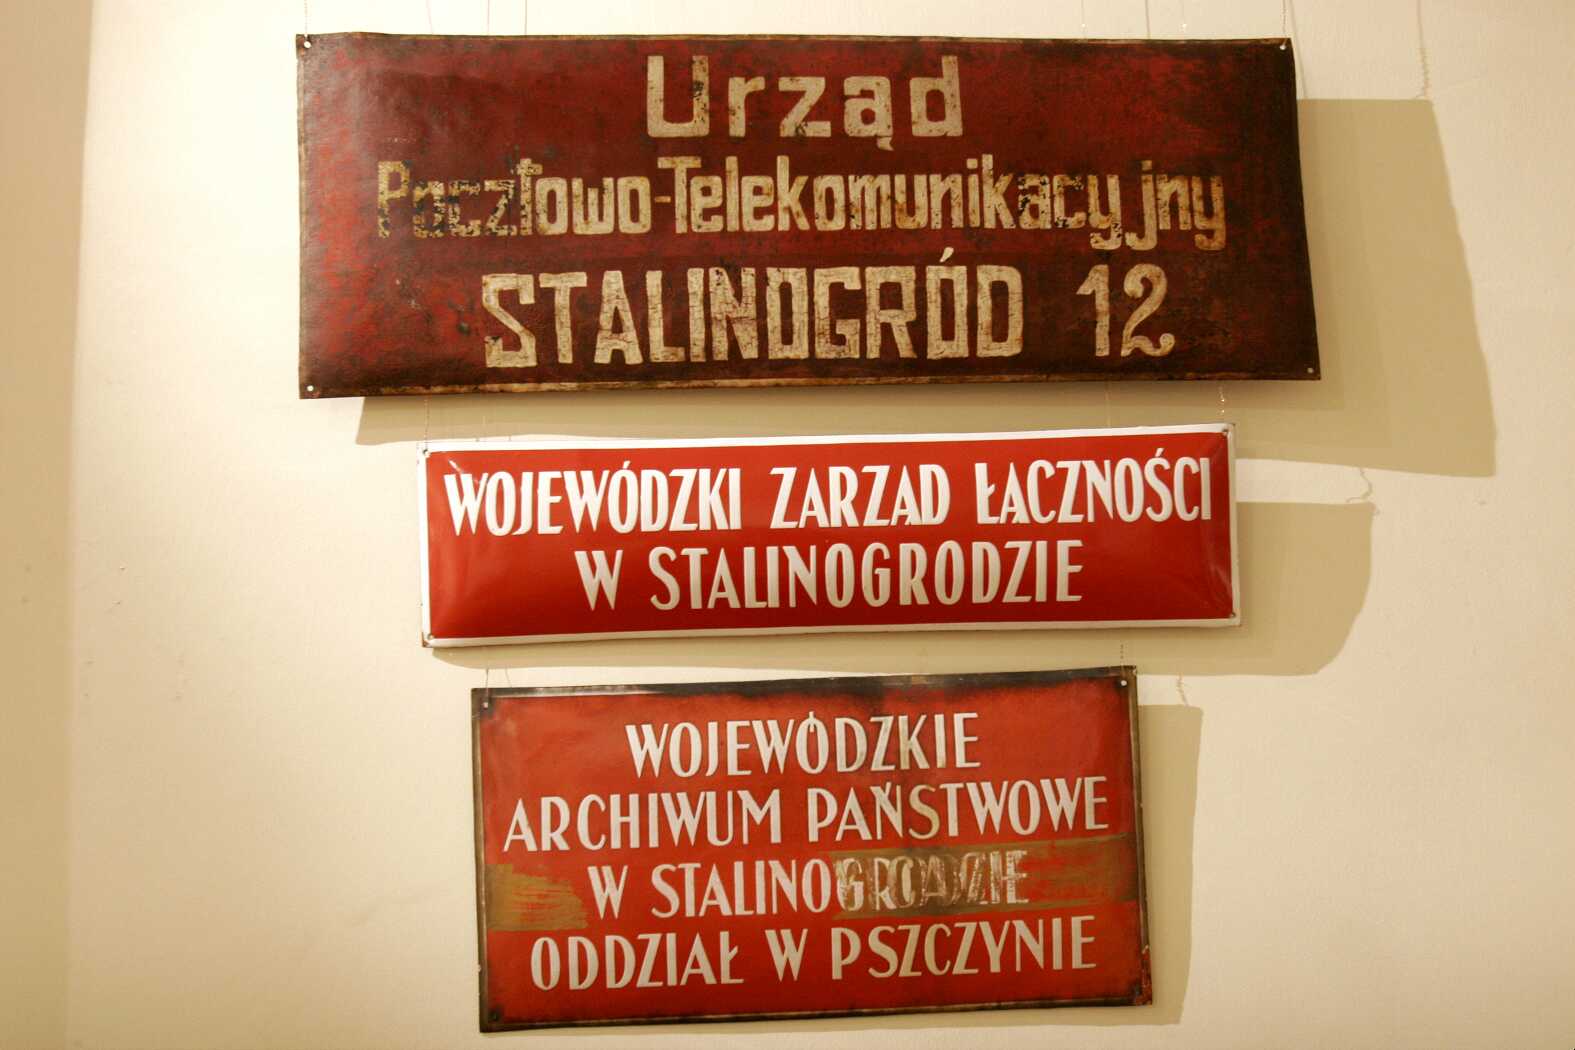 Urząd
Pocztowo-Telekomunikacyjny
STALINOGRÓD 12
WOJEWÓDZKI ZARZĄD ŁĄCZNOŚCI
W STALINOGRODZIE
WOJEWÓDZKIE
ARCHIWUM PAŃSTWOWE
W STALINOGRODZIE
ODDZIAŁ W PSZCZYNIE